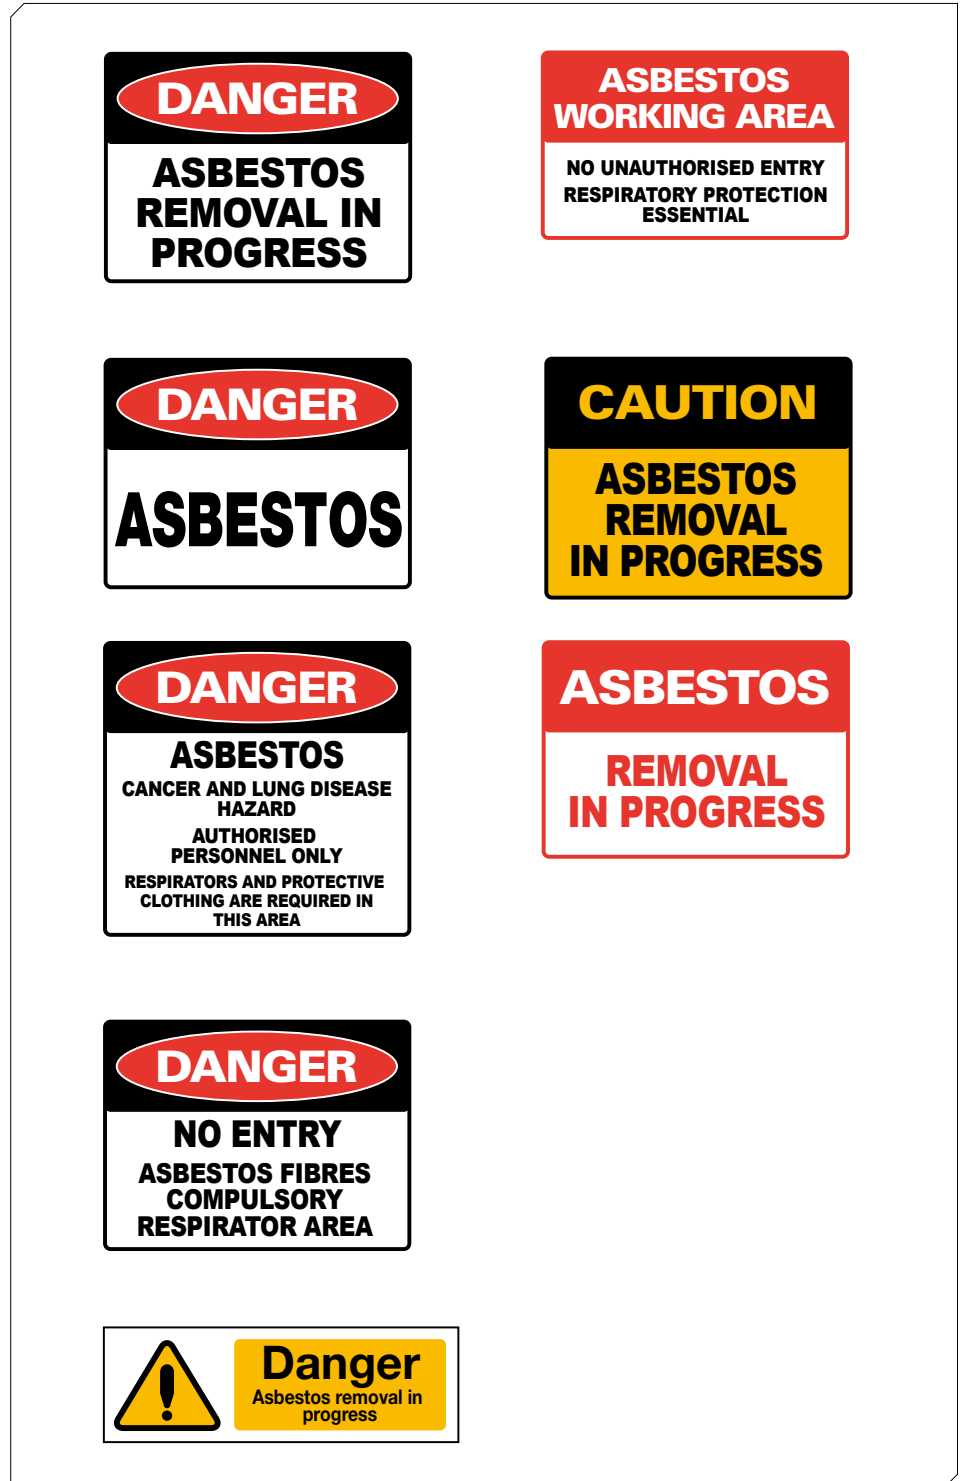 DANGER
ASBESTOS
REMOVAL IN
PROGRESS
ASBESTOS
WORKING AREA
NO UNAUTHORISED ENTRY
RESPIRATORY PROTECTION
ESSENTIAL
DANGER
ASBESTOS
CAUTION
ASBESTOS
REMOVAL
IN PROGRESS
DANGER
ASBESTOS
CANCER AND LUNG DISEASE
HAZARD
AUTHORISED
PERSONNEL ONLY
RESPIRATORS AND PROTECTIVE
CLOTHING ARE REQUIRED IN
THIS AREA
ASBESTOS
REMOVAL
IN PROGRESS
DANGER
NO ENTRY
ASBESTOS FIBRES
COMPULSORY
RESPIRATOR AREA
Danger
Asbestos removal in
progress